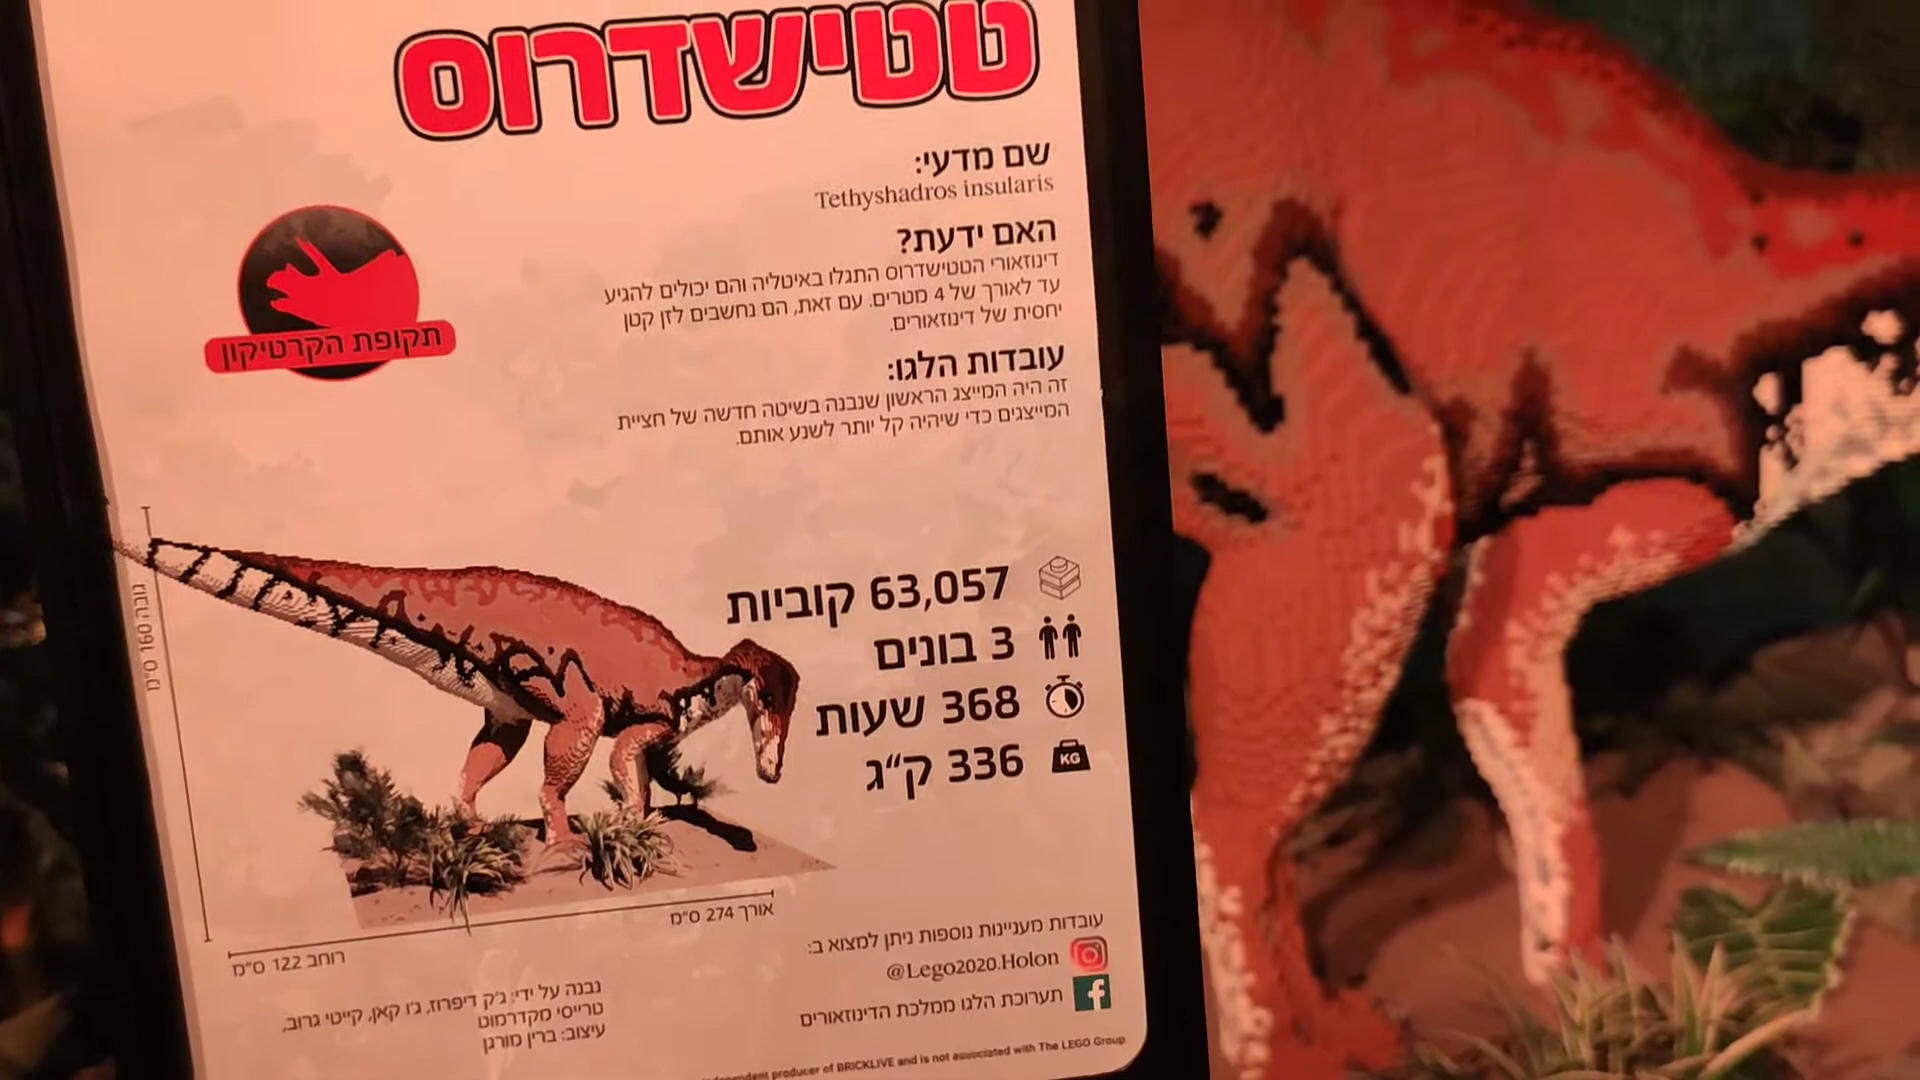 טטישדרוס
שם מדעי:
Tethyshadros insularis
האם ידעת?
דינוזאורי הטטישדרוס התגלו באיטליה והם יכולים להגיע
עד לאורך של 4 מטרים. עם זאת, הם נחשבים לזן קטן
יחסית של דינוזאורים.
עובדות הלגו:
זה היה המייצג הראשון שנבנה בשיטה חדשה של חציית
המייצגים כדי שיהיה קל יותר לשנע אותם.
תקופת הקרטיקון
63,057 קוביות
3 בונים
368 שעות
KG
336 ק"ג
גובה 160 ס"מ
אורך 274 ס"מ
רוחב 122 ס"מ
עובדות מעניינות נוספות ניתן למצוא ב:
@Lego2020.Holon
תערוכת הלגו ממלכת הדינוזאורים
נבנה על ידי: ג'ק דיפרוז, ג'ו קאן, קייטי גרוב,
טרייסי מקדרמוט
עיצוב: ברין מורגן
independent producer of BRICKLIVE and is not associated with The LEGO Group